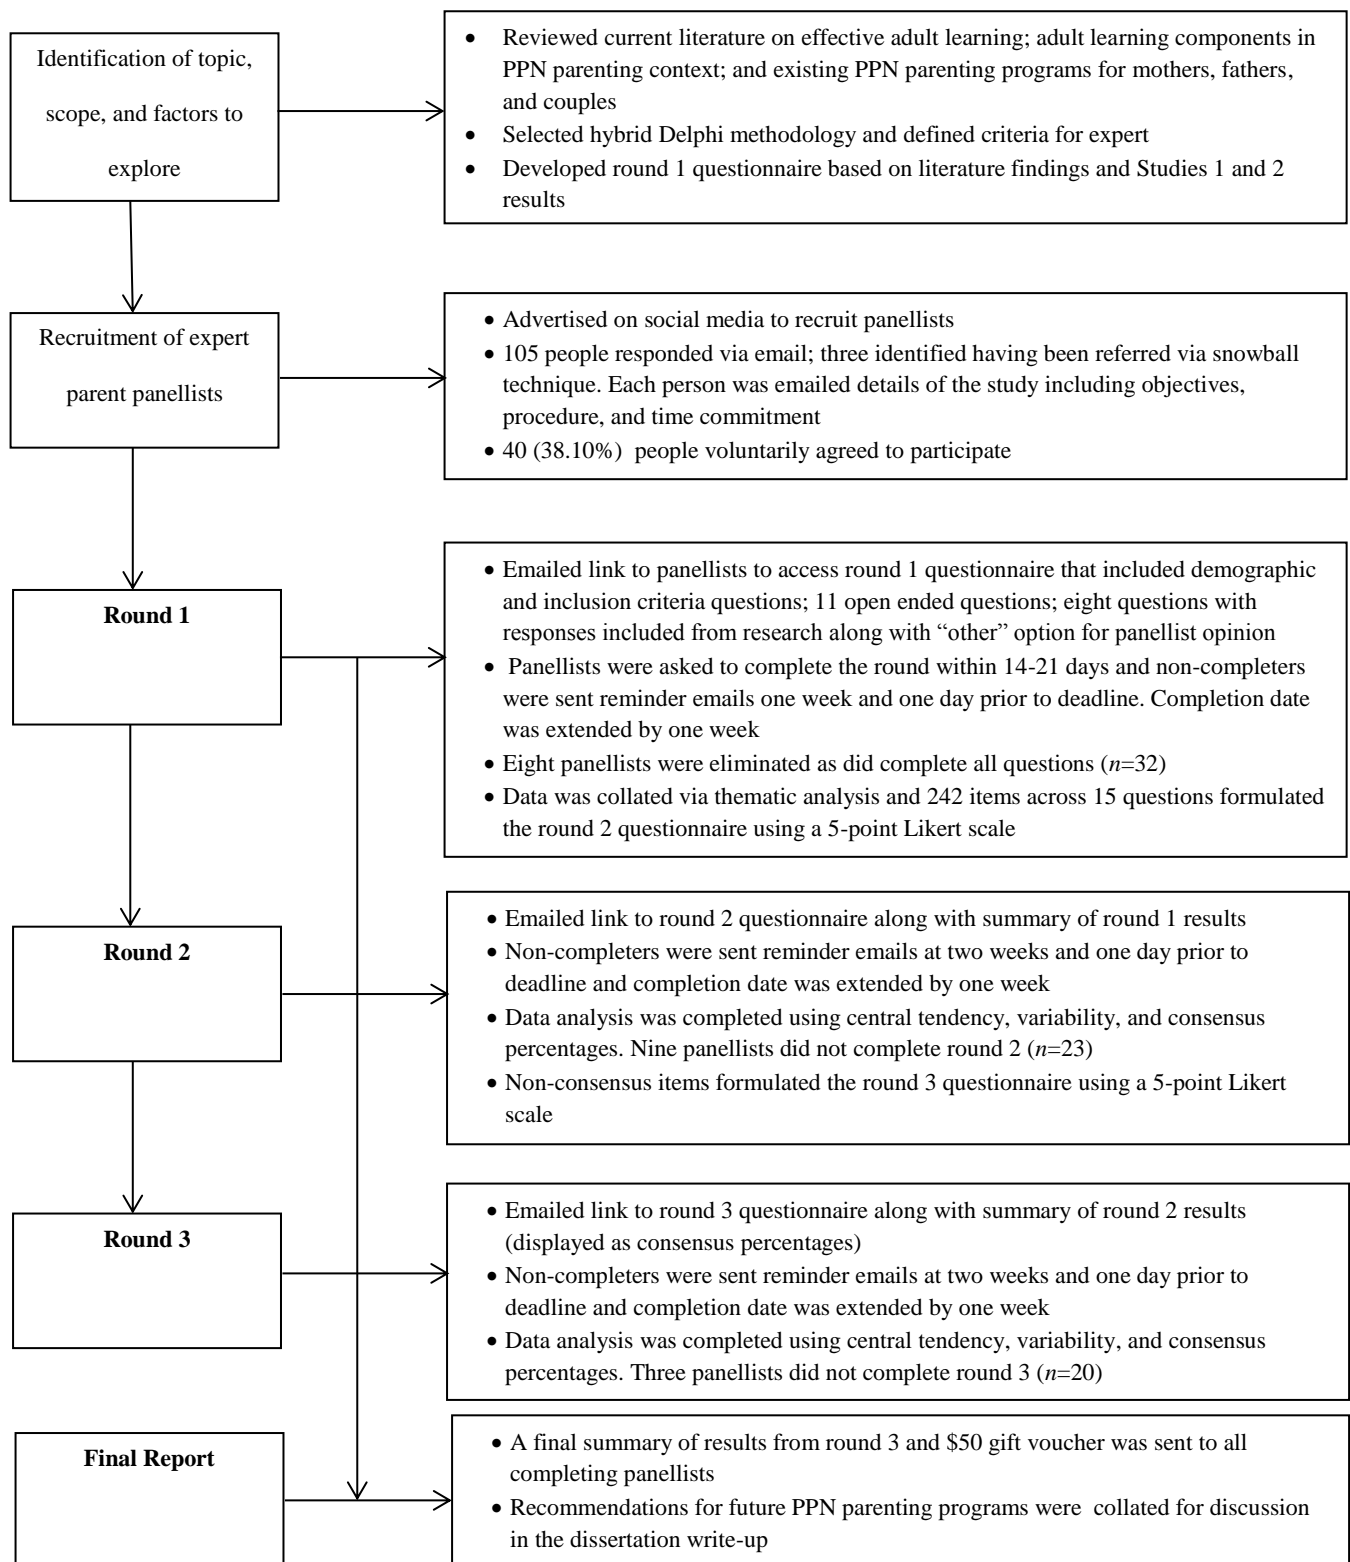 Identification of topic,
scope, and factors to
explore
• Reviewed current literature on effective adult learning; adult learning components in
PPN parenting context; and existing PPN parenting programs for mothers, fathers,
and couples
• Selected hybrid Delphi methodology and defined criteria for expert
• Developed round 1 questionnaire based on literature findings and Studies 1 and 2
results
Recruitment of expert
parent panellists
• Advertised on social media to recruit panellists
• 105 people responded via email; three identified having been referred via snowball
technique. Each person was emailed details of the study including objectives,
procedure, and time commitment
• 40 (38.10%) people voluntarily agreed to participate
Round 1
• Emailed link to panellists to access round 1 questionnaire that included demographic
and inclusion criteria questions; 11 open ended questions; eight questions with
responses included from research along with “other” option for panellist opinion
• Panellists were asked to complete the round within 14-21 days and non-completers
were sent reminder emails one week and one day prior to deadline. Completion date
was extended by one week
• Eight panellists were eliminated as did complete all questions (n=32)
• Data was collated via thematic analysis and 242 items across 15 questions formulated
the round 2 questionnaire using a 5-point Likert scale
Round 2
• Emailed link to round 2 questionnaire along with summary of round 1 results
• Non-completers were sent reminder emails at two weeks and one day prior to
deadline and completion date was extended by one week
• Data analysis was completed using central tendency, variability, and consensus
percentages. Nine panellists did not complete round 2 (n=23)
• Non-consensus items formulated the round 3 questionnaire using a 5-point Likert
scale
Round 3
• Emailed link to round 3 questionnaire along with summary of round 2 results
(displayed as consensus percentages)
• Non-completers were sent reminder emails at two weeks and one day prior to
deadline and completion date was extended by one week
• Data analysis was completed using central tendency, variability, and consensus
percentages. Three panellists did not complete round 3 (n=20)
Final Report
• A final summary of results from round 3 and $50 gift voucher was sent to all
completing panellists
• Recommendations for future PPN parenting programs were collated for discussion
in the dissertation write-up